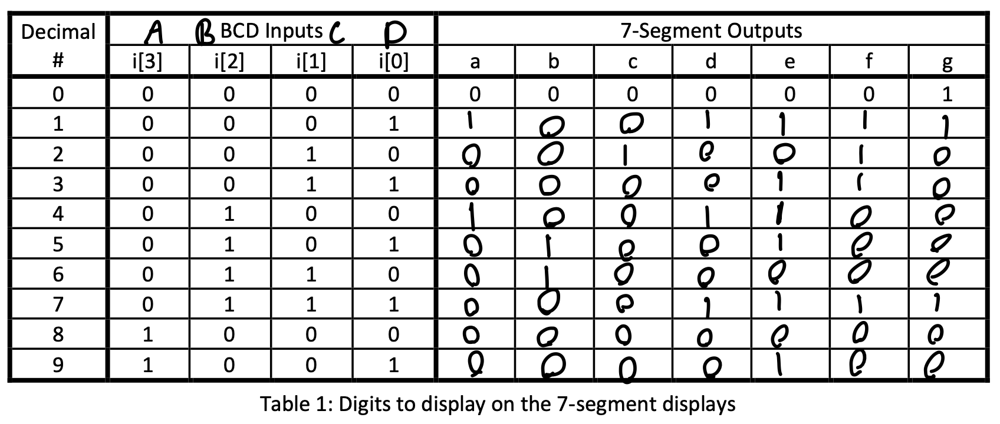 Decimal A B BCD Inputs C D 7-Segment Outputs
# i[3] i[2] i[1] i[0] a b c d e f g
0 0 0 0 0 0 0 0 0 0 0 1
1 0 0 0 1 1 0 0 1 1 1 1
2 0 0 1 0 0 0 1 0 0 1 0
3 0 0 1 1 0 0 0 0 1 1 0
4 0 1 0 0 1 0 0 1 1 0 0
5 0 1 0 1 0 1 0 0 1 0 0
6 0 1 1 0 0 1 0 0 0 0 0
7 0 1 1 1 0 0 0 1 1 1 1
8 1 0 0 0 0 0 0 0 0 0 0
9 1 0 0 1 0 0 0 0 1 0 0
Table 1: Digits to display on the 7-segment displays